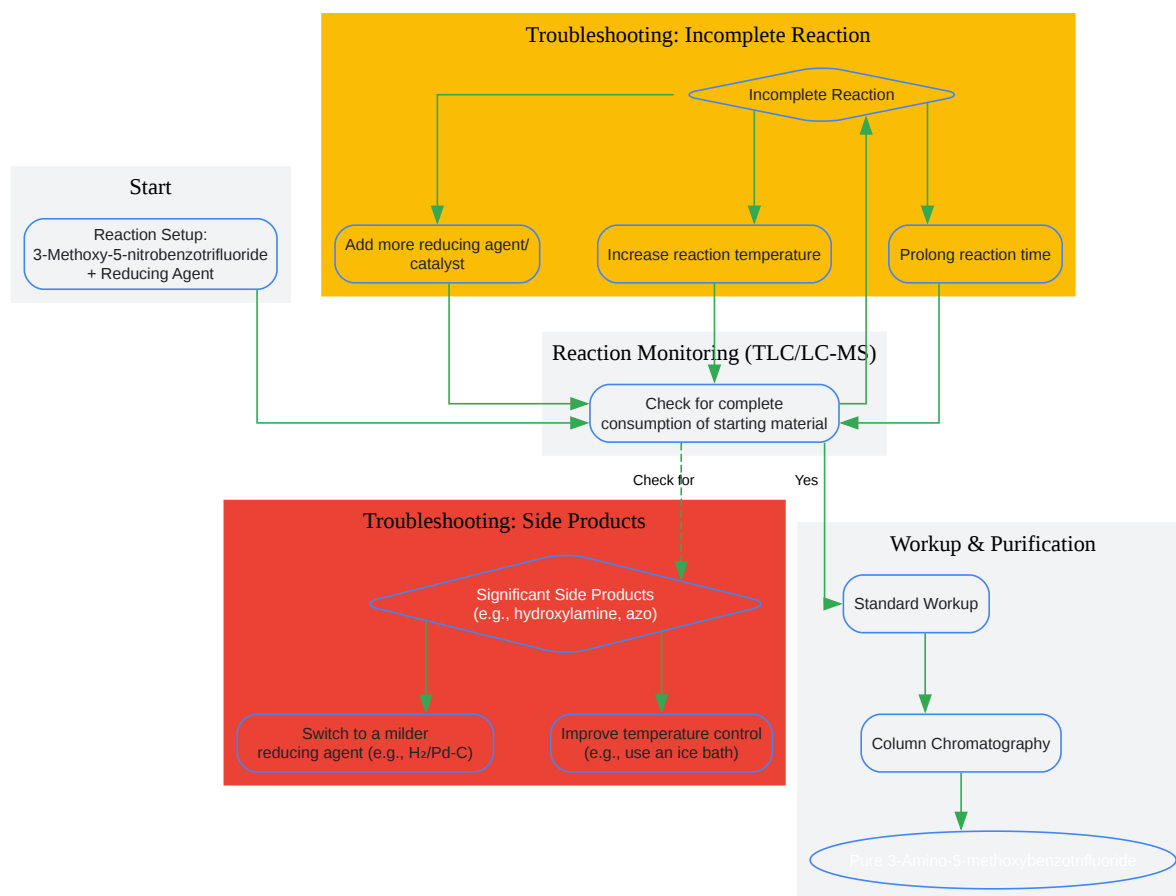 Troubleshooting: Incomplete Reaction
Incomplete Reaction
Start
Reaction Setup:
3-Methoxy-5-nitrobenzotrifluoride
+ Reducing Agent
Add more reducing agent/
catalyst
Increase reaction temperature
Prolong reaction time
Reaction Monitoring (TLC/LC-MS)
Check for complete
consumption of starting material
Check for
Yes
Troubleshooting: Side Products
Significant Side Products
(e.g., hydroxylamine, azo)
Switch to a milder
reducing agent (e.g., H₂/Pd-C)
Improve temperature control
(e.g., use an ice bath)
Workup & Purification
Standard Workup
Column Chromatography
Pure 3-Amino-5-methoxybenzotrifluoride